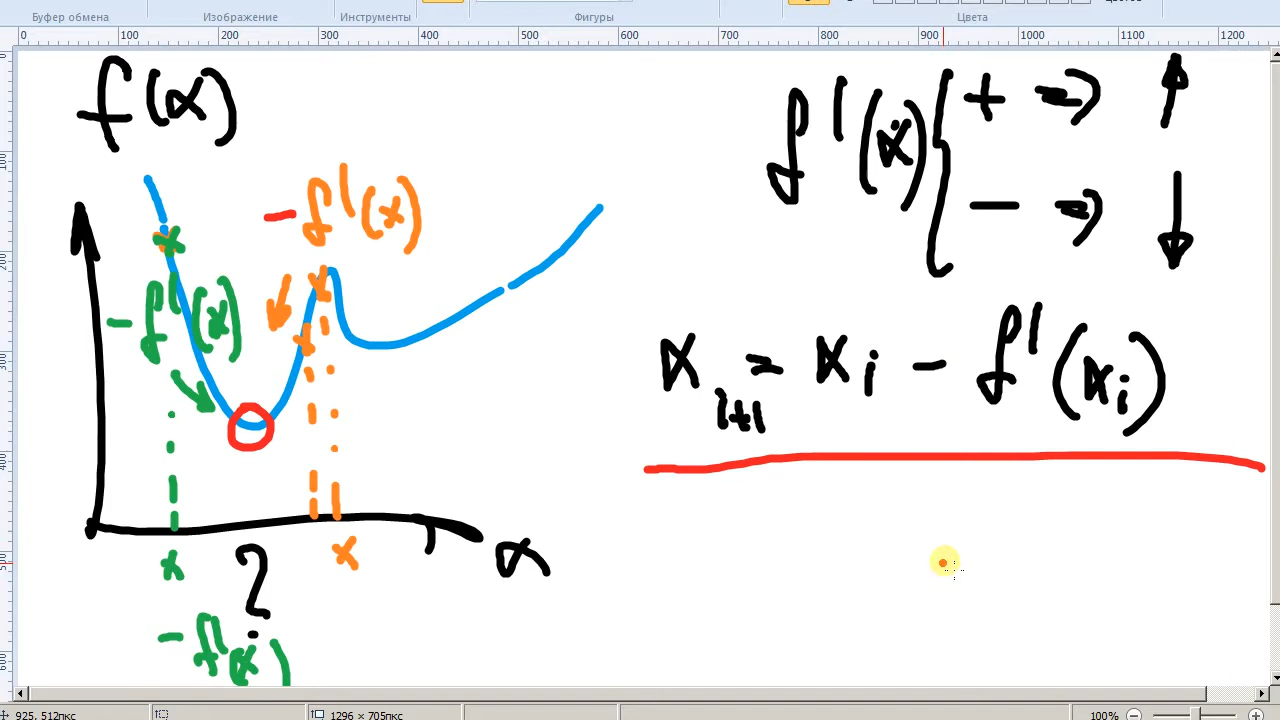 Буфер обмена Изображение Инструменты Фигуры Цвета
0 100 200 300 400 500 600 700 800 900 1000 1100 1200
f(x)
f'(x) { + => ↑
- => ↓
- f'(x)
- f'(x)
x_{i+1} = x_i - f'(x_i)
x
x x
?
- f'(x)
925, 512пкс 1296 × 705пкс 100%